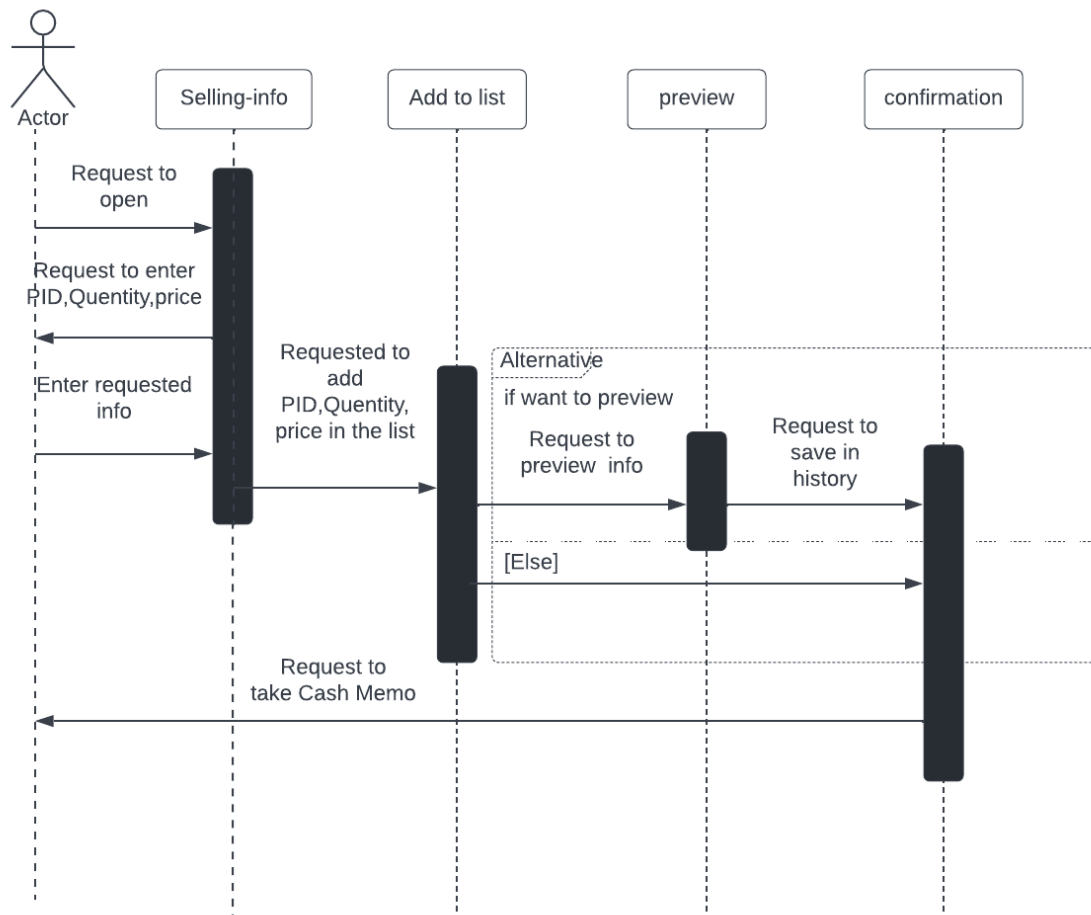 Actor
Selling-info
Add to list
preview
confirmation
Request to
open
Request to enter
PID,Quentity,price
Enter requested
info
Requested to
add
PID,Quentity,
price in the list
Alternative
if want to preview
Request to
preview info
Request to
save in
history
[Else]
Request to
take Cash Memo